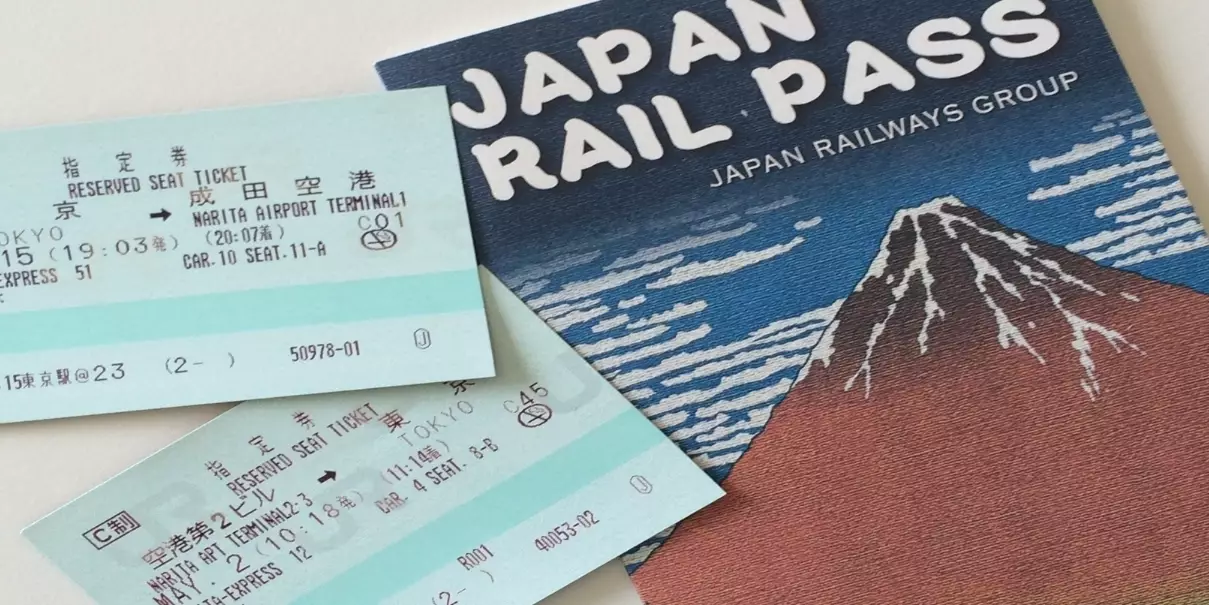 JAPAN
RAIL PASS
JAPAN RAILWAYS GROUP
指 定 券
RESERVED SEAT TICKET
京 → 成 田 空 港
OKYO NARITA AIRPORT TERMINAL1
15 (19:03発) (20:07着) C01
EXPRESS 51 CAR.10 SEAT.11-A
.15東京駅@23 (2- ) 50978-01
指 定 券
RESERVED SEAT TICKET
C制
空港第2ビル → 東 京
NARITA APT TERMINAL2・3 TOKYO
MAY. 2 (10:18発) (11:14着) C45
TA-EXPRESS 12 CAR. 4 SEAT. 8-B
R001
(2- ) 40053-02